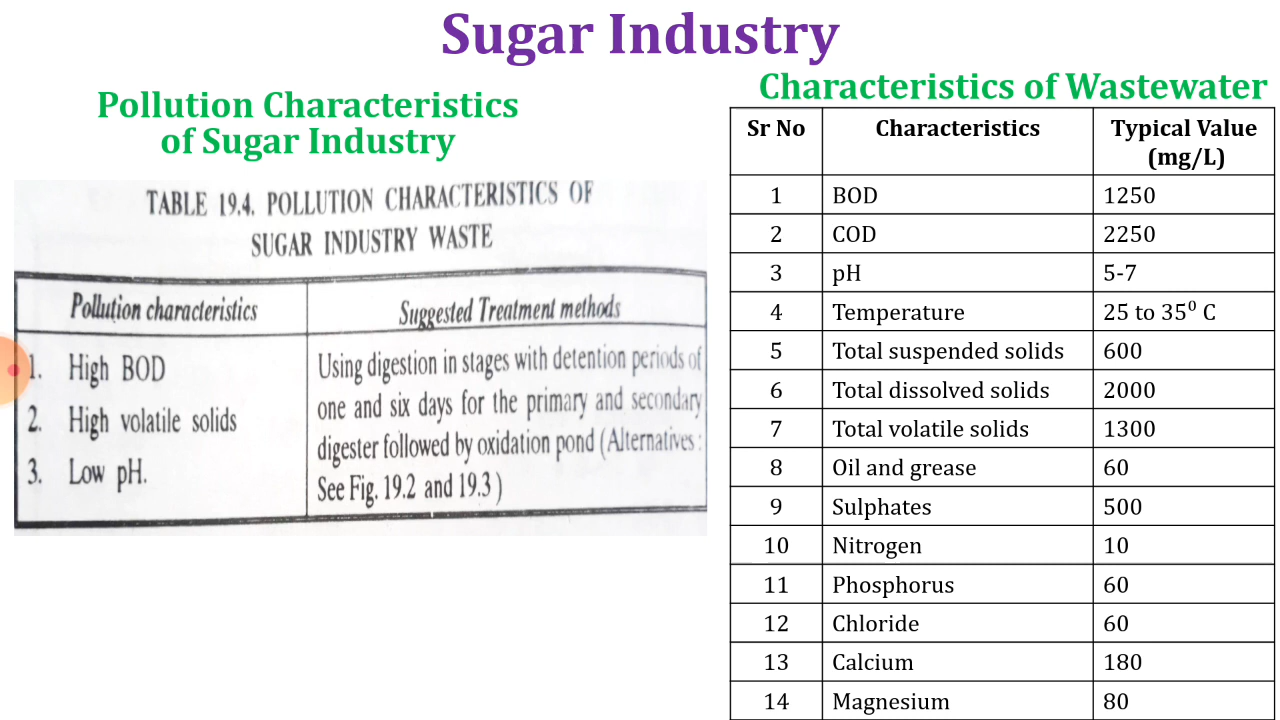 Sugar Industry
Pollution Characteristics
of Sugar Industry
TABLE 19.4. POLLUTION CHARACTERISTICS OF
SUGAR INDUSTRY WASTE
Pollution characteristics Suggested Treatment methods
1. High BOD
2. High volatile solids
3. Low pH.
Using digestion in stages with detention periods of
one and six days for the primary and secondary
digester followed by oxidation pond (Alternatives :
See Fig. 19.2 and 19.3 )
Characteristics of Wastewater
Sr No Characteristics Typical Value
(mg/L)
1 BOD 1250
2 COD 2250
3 pH 5-7
4 Temperature 25 to 35⁰ C
5 Total suspended solids 600
6 Total dissolved solids 2000
7 Total volatile solids 1300
8 Oil and grease 60
9 Sulphates 500
10 Nitrogen 10
11 Phosphorus 60
12 Chloride 60
13 Calcium 180
14 Magnesium 80